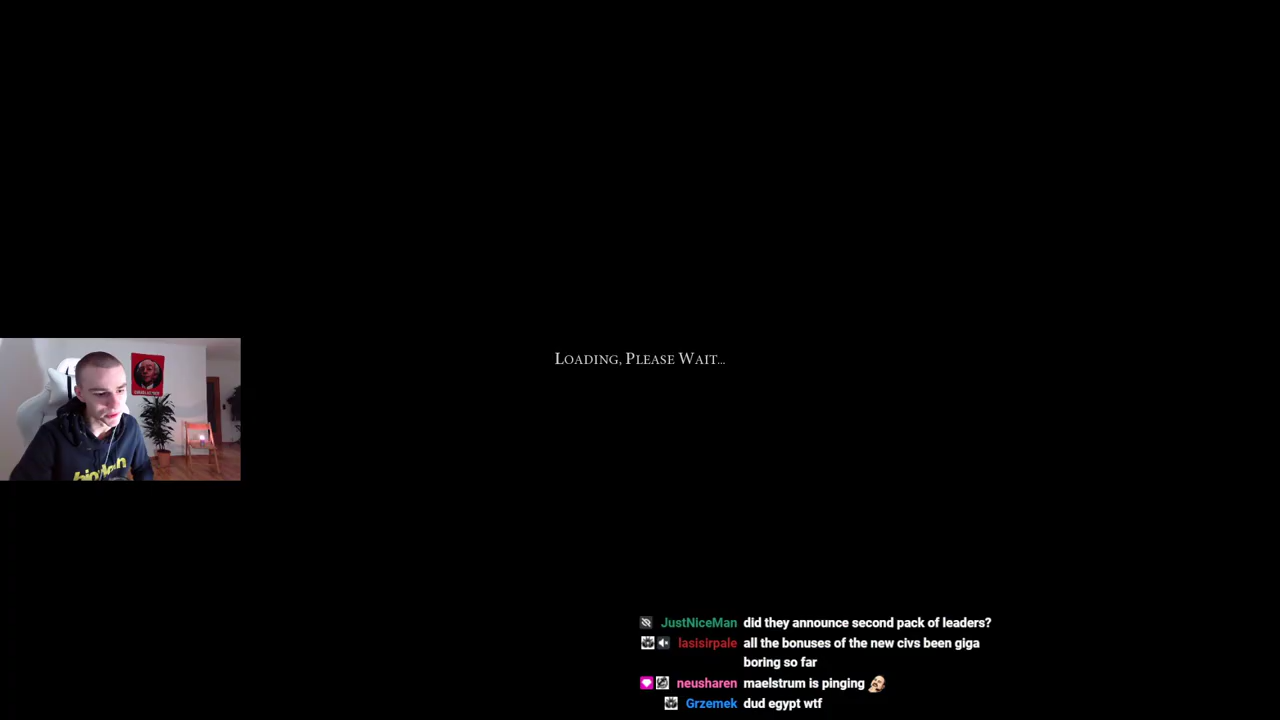 Loading, Please Wait...
JustNiceMan did they announce second pack of leaders?
lasisirpale all the bonuses of the new civs been giga
boring so far
neusharen maelstrum is pinging
Grzemek dud egypt wtf